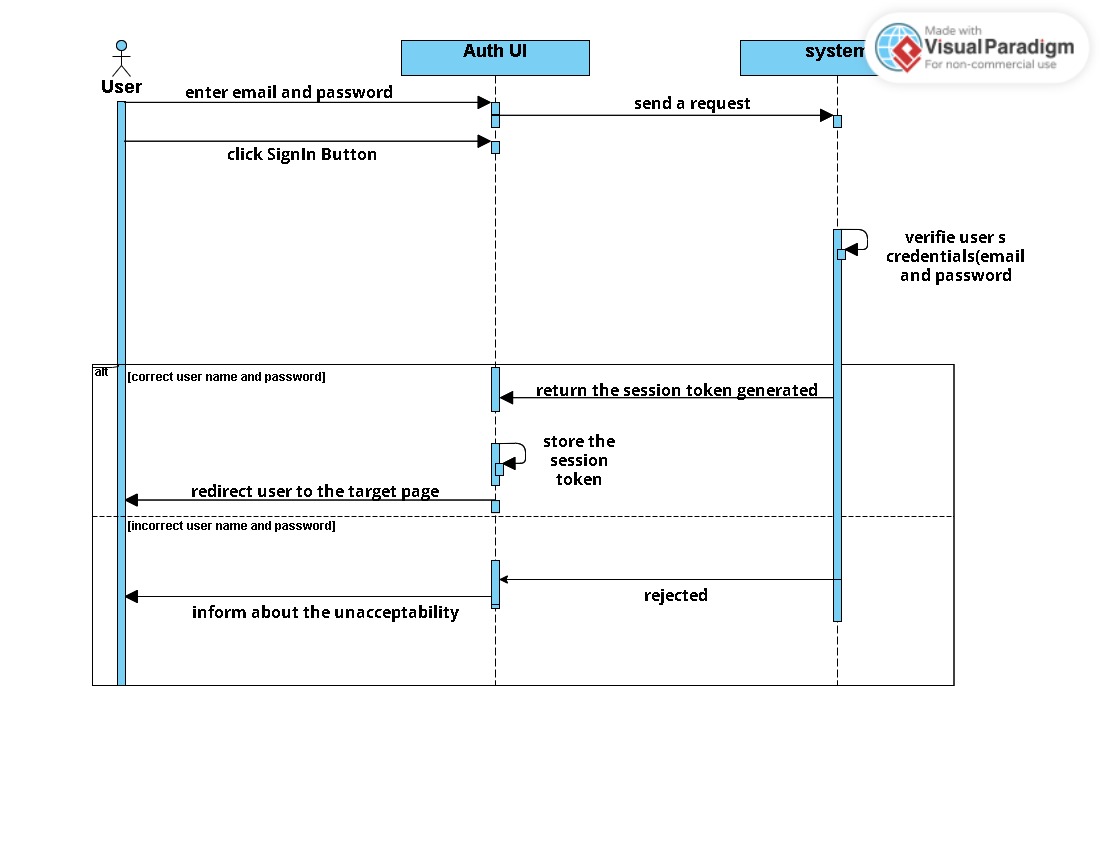 Made with
VisualParadigm
For non-commercial use
Auth UI
system
User
enter email and password
send a request
click SignIn Button
verifie user s
credentials(email
and password
alt
[correct user name and password]
return the session token generated
store the
session
token
redirect user to the target page
[incorrect user name and password]
rejected
inform about the unacceptability